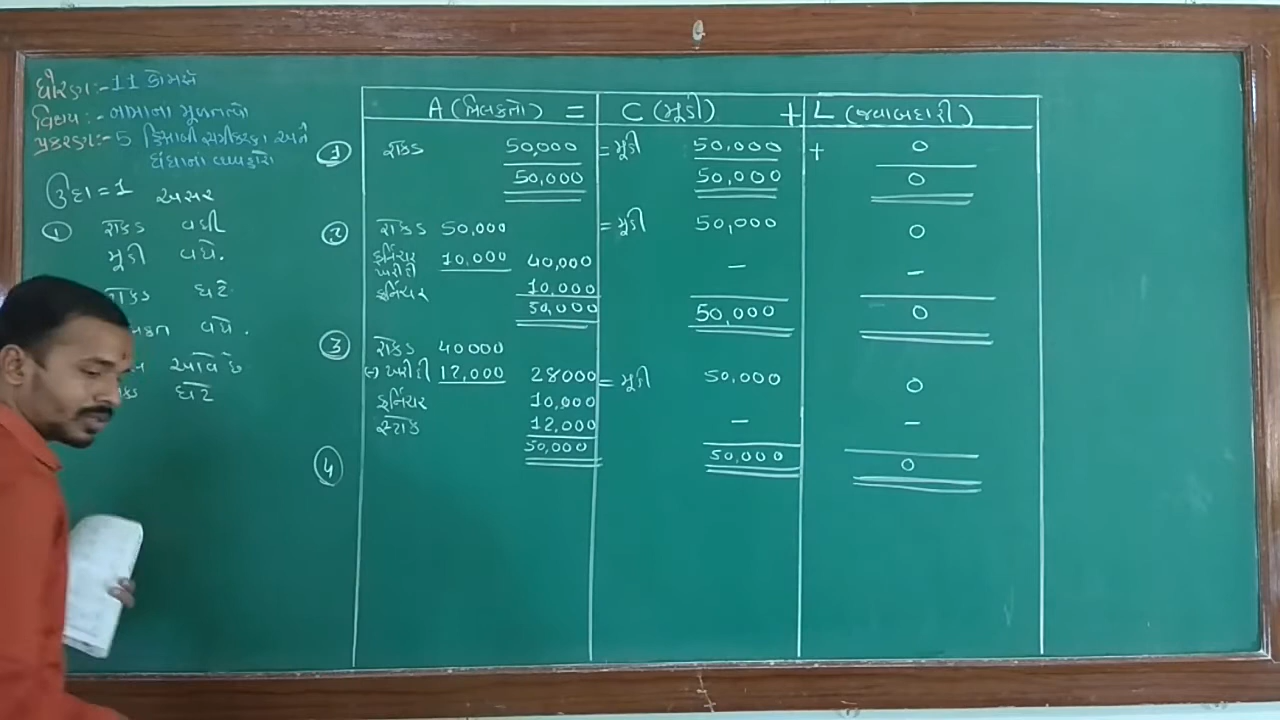 ધોરણ:- 11 કોમર્સ
વિષય:- નામાના મૂળતત્વો
પ્રકરણ:- 5 હિસાબી સમીકરણ અને
ધંધાના વ્યવહારો
ઉદા = 1 અસર
① રોકડ વધી
મૂડી વધે.
રોકડ ઘટે
વધે.
આવે છે
ઘટે
A (મિલકતો) = C (મૂડી) + L (જવાબદારી)
① રોકડ 50,000 = મૂડી 50,000 + 0
50,000 50,000 0
② રોકડ 50,000 = મૂડી 50,000 0
ફર્નિચર
ખરીદી 10,000 40,000 — —
ફર્નિચર 10,000
50,000 50,000 0
③ રોકડ 40000
(-) ખરીદી 12,000 28000 = મૂડી 50,000 0
ફર્નિચર 10,000
સ્ટોક 12,000 — —
50,000 50,000 0
④